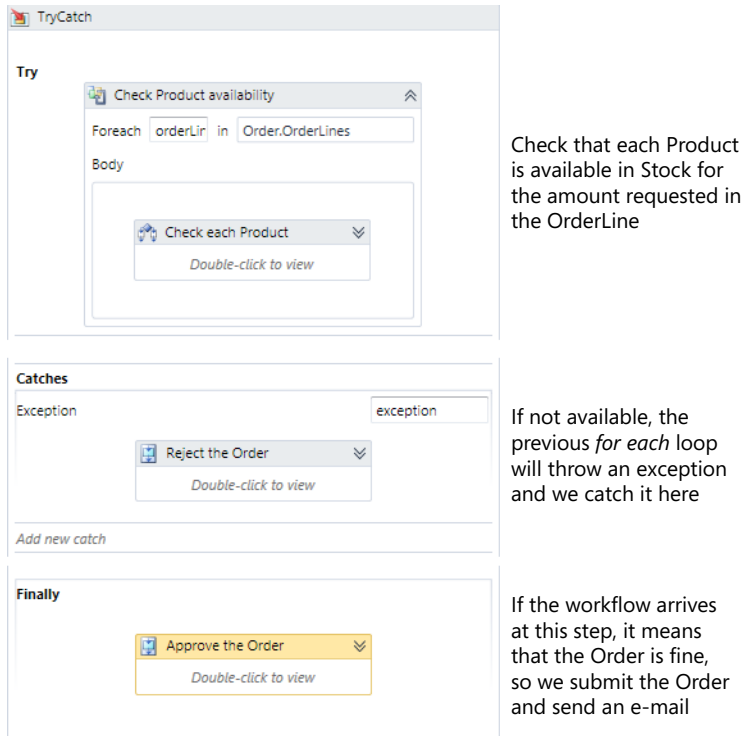 TryCatch
Try
Check Product availability
Foreach orderLir in Order.OrderLines
Body
Check each Product
Double-click to view
Check that each Product
is available in Stock for
the amount requested in
the OrderLine
Catches
Exception exception
Reject the Order
Double-click to view
Add new catch
If not available, the
previous for each loop
will throw an exception
and we catch it here
Finally
Approve the Order
Double-click to view
If the workflow arrives
at this step, it means
that the Order is fine,
so we submit the Order
and send an e-mail